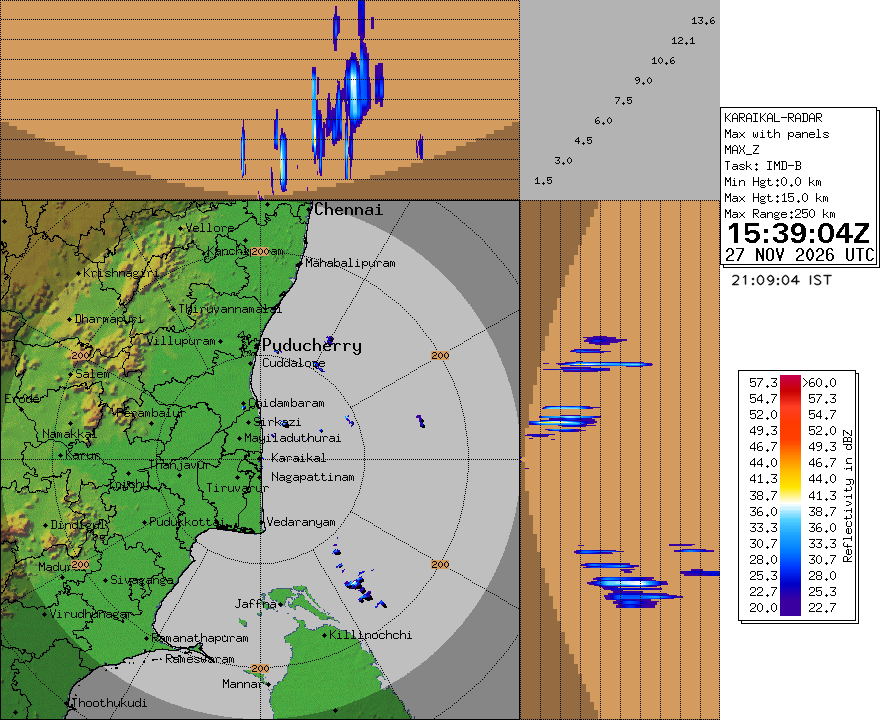 13.6
12.1
10.6
9.0
7.5
6.0
4.5
3.0
1.5
KARAIKAL-RADAR
Max with panels
MAX_Z
Task: IMD-B
Min Hgt:0.0 km
Max Hgt:15.0 km
Max Range:250 km
15:39:04Z
27 NOV 2026 UTC
21:09:04 IST
Chennai
Vellore
200
Mahabalipuram
Krishnagiri
Thiruvannamalai
Dharmapuri
Villupuram
Puducherry
200
200
Cuddalore
Salem
Chidambaram
Perambalur
Sirkazi
Namakkal
Mayiladuthurai
Karur
Karaikal
Thanjavur
Nagapattinam
Tiruvarur
Dindigul
Pudukkottai
Vedaranyam
200
200
Sivaganga
Jaffna
Virudhunagar
Killinochchi
Ramanathapuram
Rameswaram
200
Mannar
Thoothukudi
57.3 >60.0
54.7 57.3
52.0 54.7
49.3 52.0
46.7 49.3
44.0 46.7
41.3 44.0
38.7 41.3
36.0 38.7
33.3 36.0
30.7 33.3
28.0 30.7
25.3 28.0
22.7 25.3
20.0 22.7
Reflectivity in dBZ